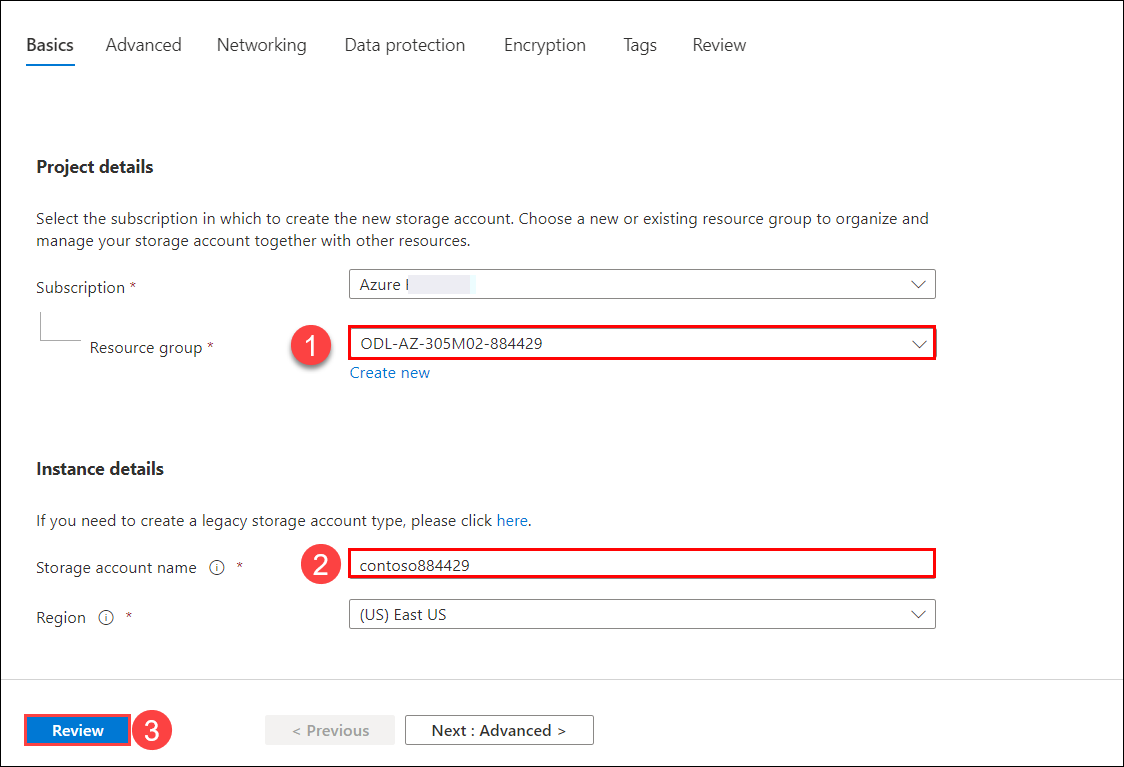 Basics Advanced Networking Data protection Encryption Tags Review
Project details
Select the subscription in which to create the new storage account. Choose a new or existing resource group to organize and
manage your storage account together with other resources.
Subscription * Azure
Resource group * 1 ODL-AZ-305M02-884429
Create new
Instance details
If you need to create a legacy storage account type, please click here.
Storage account name * 2 contoso884429
Region * (US) East US
Review 3 < Previous Next : Advanced >